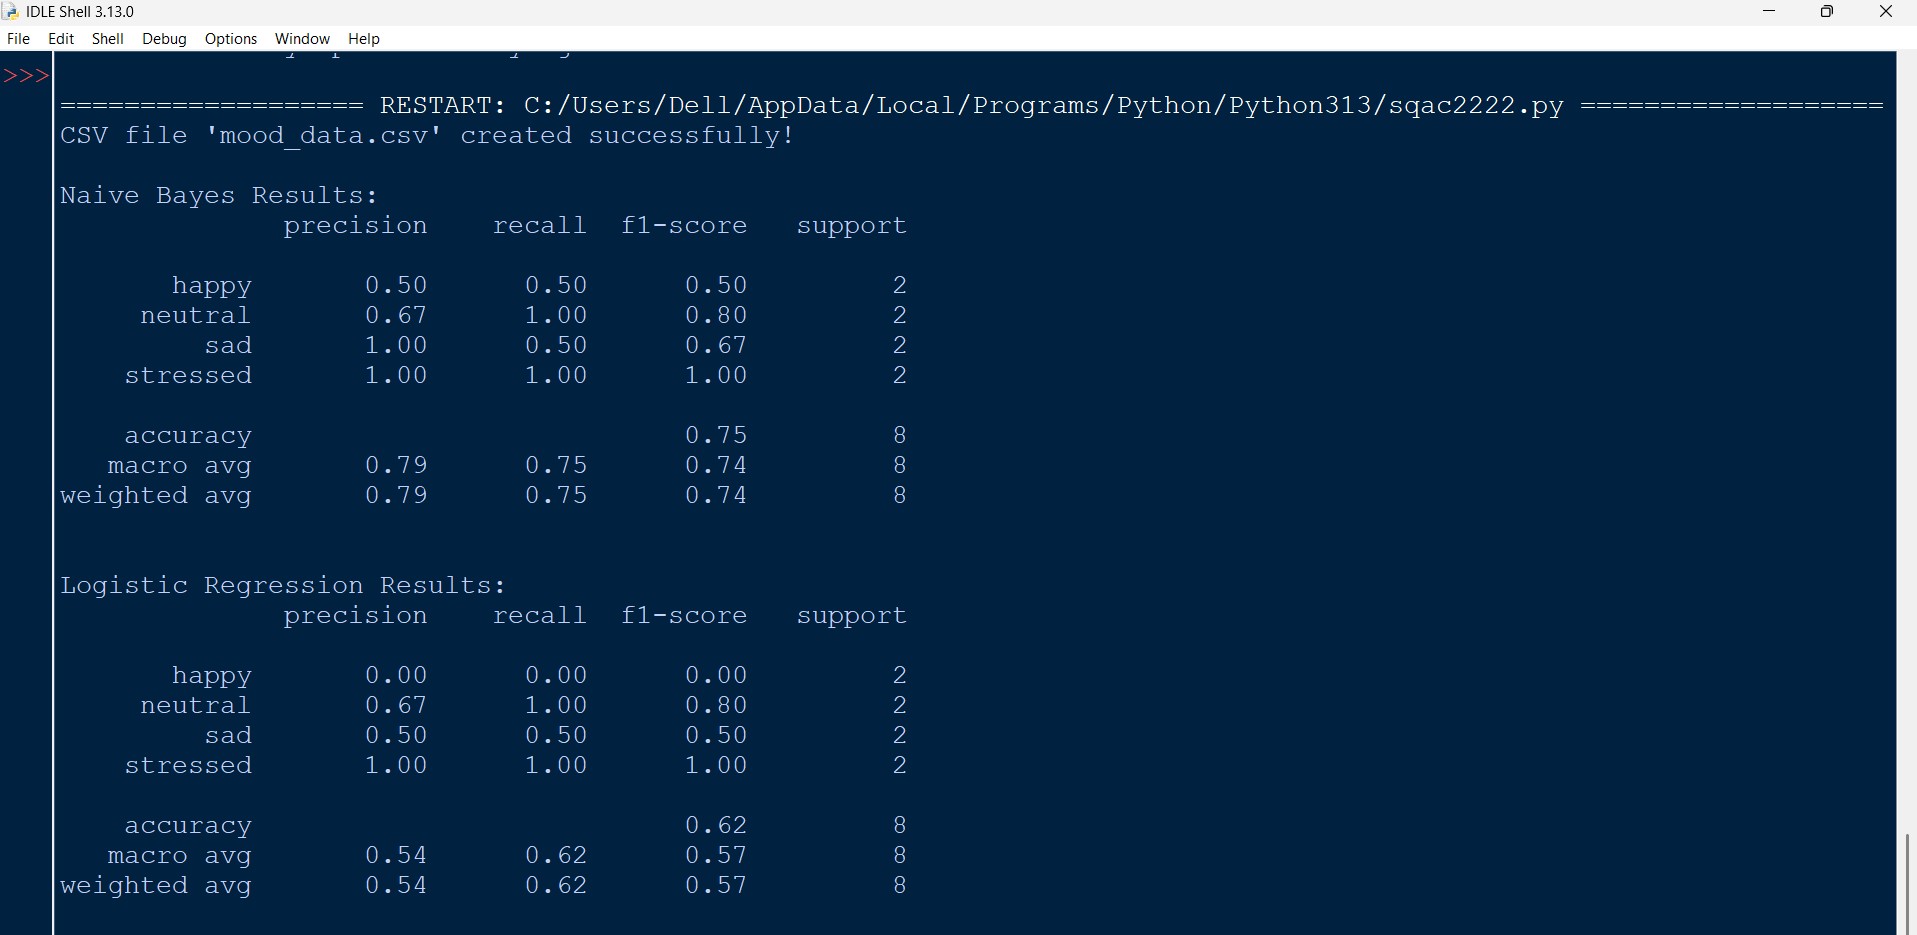 IDLE Shell 3.13.0
File Edit Shell Debug Options Window Help
>>>
=================== RESTART: C:/Users/Dell/AppData/Local/Programs/Python/Python313/sqac2222.py ===================
CSV file 'mood_data.csv' created successfully!
Naive Bayes Results:
precision recall f1-score support
happy 0.50 0.50 0.50 2
neutral 0.67 1.00 0.80 2
sad 1.00 0.50 0.67 2
stressed 1.00 1.00 1.00 2
accuracy 0.75 8
macro avg 0.79 0.75 0.74 8
weighted avg 0.79 0.75 0.74 8
Logistic Regression Results:
precision recall f1-score support
happy 0.00 0.00 0.00 2
neutral 0.67 1.00 0.80 2
sad 0.50 0.50 0.50 2
stressed 1.00 1.00 1.00 2
accuracy 0.62 8
macro avg 0.54 0.62 0.57 8
weighted avg 0.54 0.62 0.57 8